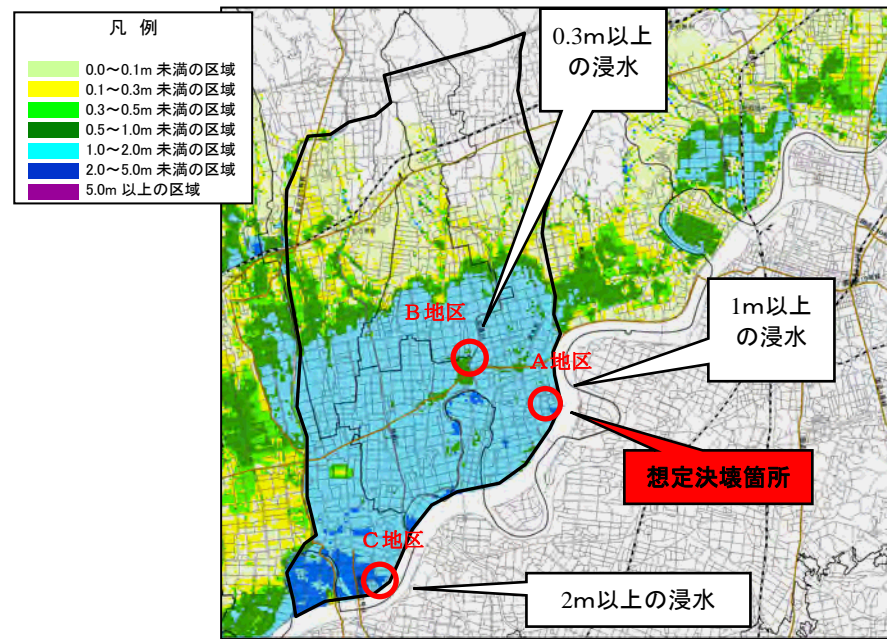 凡 例
0.0～0.1m 未満の区域
0.1～0.3m 未満の区域
0.3～0.5m 未満の区域
0.5～1.0m 未満の区域
1.0～2.0m 未満の区域
2.0～5.0m 未満の区域
5.0m 以上の区域
0.3m以上
の浸水
B地区
A地区
1m以上
の浸水
想定決壊箇所
C地区
2m以上の浸水